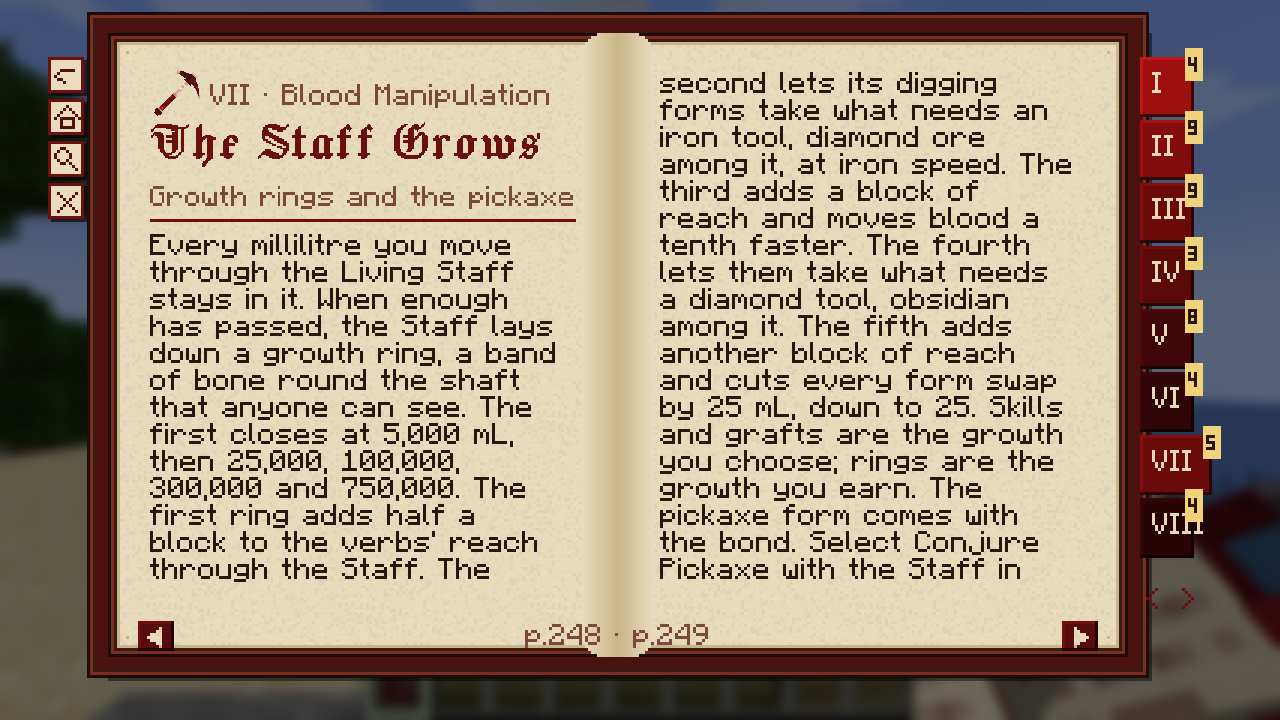 VII · Blood Manipulation
The Staff Grows
Growth rings and the pickaxe
Every millilitre you move
through the Living Staff
stays in it. When enough
has passed, the Staff lays
down a growth ring, a band
of bone round the shaft
that anyone can see. The
first closes at 5,000 mL,
then 25,000, 100,000,
300,000 and 750,000. The
first ring adds half a
block to the verbs' reach
through the Staff. The
second lets its digging
forms take what needs an
iron tool, diamond ore
among it, at iron speed. The
third adds a block of
reach and moves blood a
tenth faster. The fourth
lets them take what needs
a diamond tool, obsidian
among it. The fifth adds
another block of reach
and cuts every form swap
by 25 mL, down to 25. Skills
and grafts are the growth
you choose; rings are the
growth you earn. The
pickaxe form comes with
the bond. Select Conjure
Pickaxe with the Staff in
p.248 · p.249
I 4
II 9
III 9
IV 3
V 8
VI 4
VII 5
VIII 4